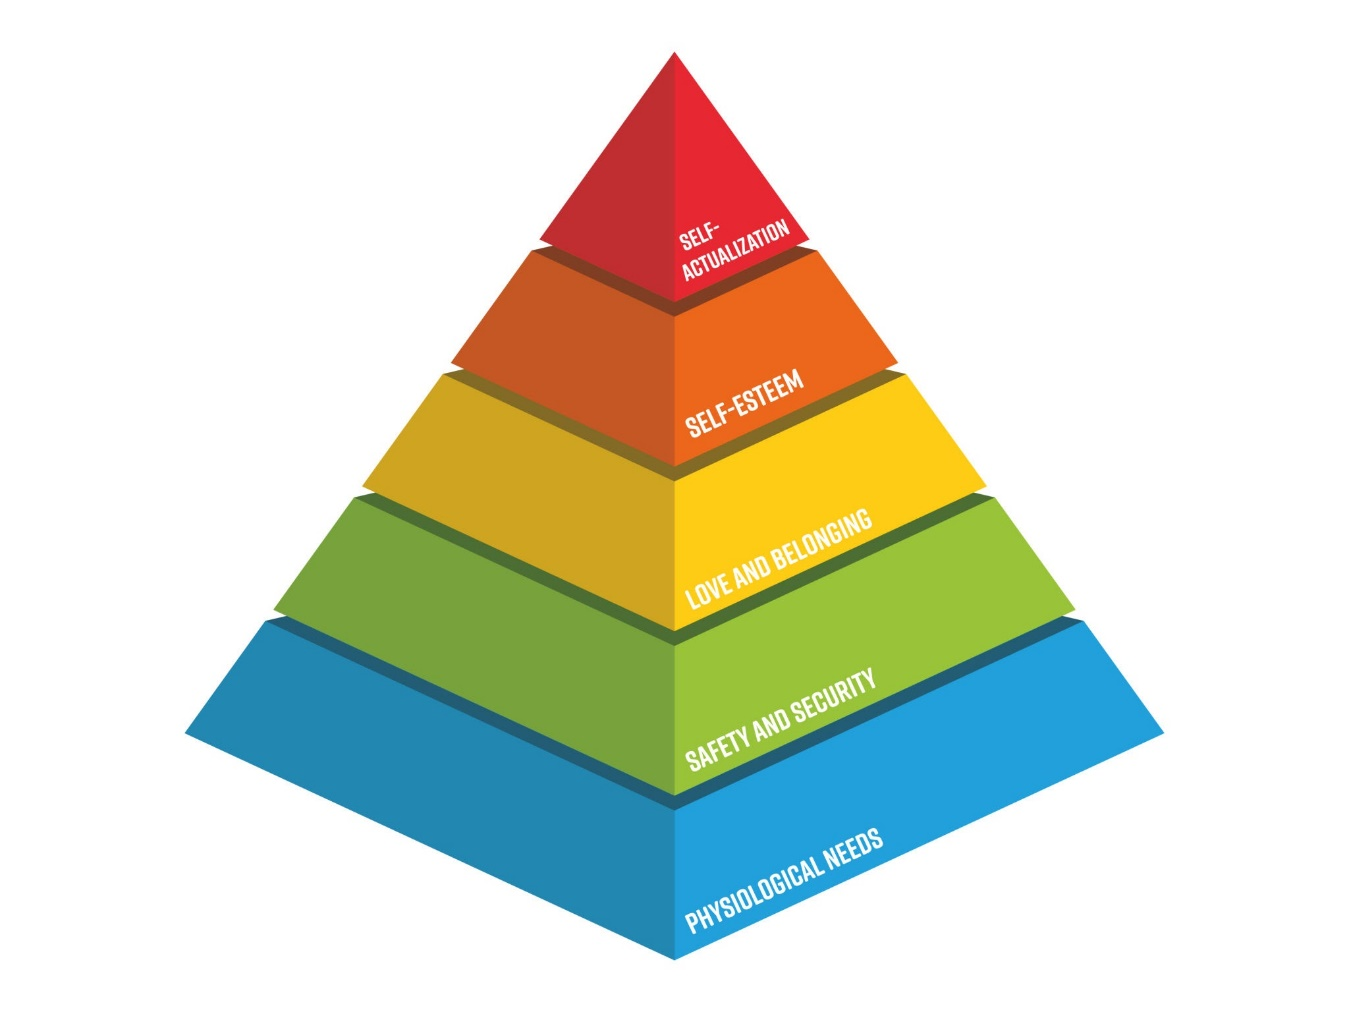 SELF-
ACTUALIZATION
SELF-ESTEEM
LOVE AND BELONGING
SAFETY AND SECURITY
PHYSIOLOGICAL NEEDS